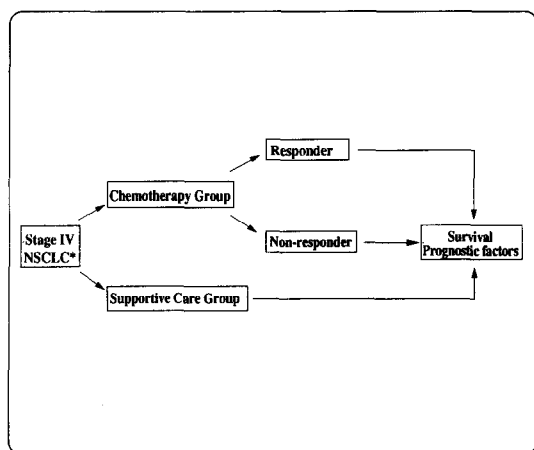 Responder
Chemotherapy Group
Stage IV
NSCLC*
Non-responder
Survival
Prognostic factors
Supportive Care Group